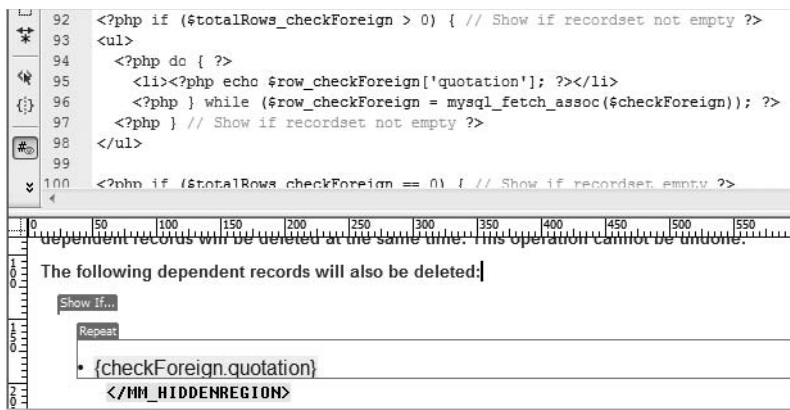 92 <?php if ($totalRows_checkForeign > 0) { // Show if recordset not empty ?>
93 <ul>
94 <?php do { ?>
95 <li><?php echo $row_checkForeign['quotation']; ?></li>
96 <?php } while ($row_checkForeign = mysql_fetch_assoc($checkForeign)); ?>
97 <?php } // Show if recordset not empty ?>
98 </ul>
99
100 <?php if ($totalRows_checkForeign == 0) { // Show if recordset empty ?>
0 50 100 150 200 250 300 350 400 450 500 550
dependent records will be deleted at the same time. This operation cannot be undone.
100
The following dependent records will also be deleted:
Show If...
150
Repeat
• {checkForeign.quotation}
</MM_HIDDENREGION>